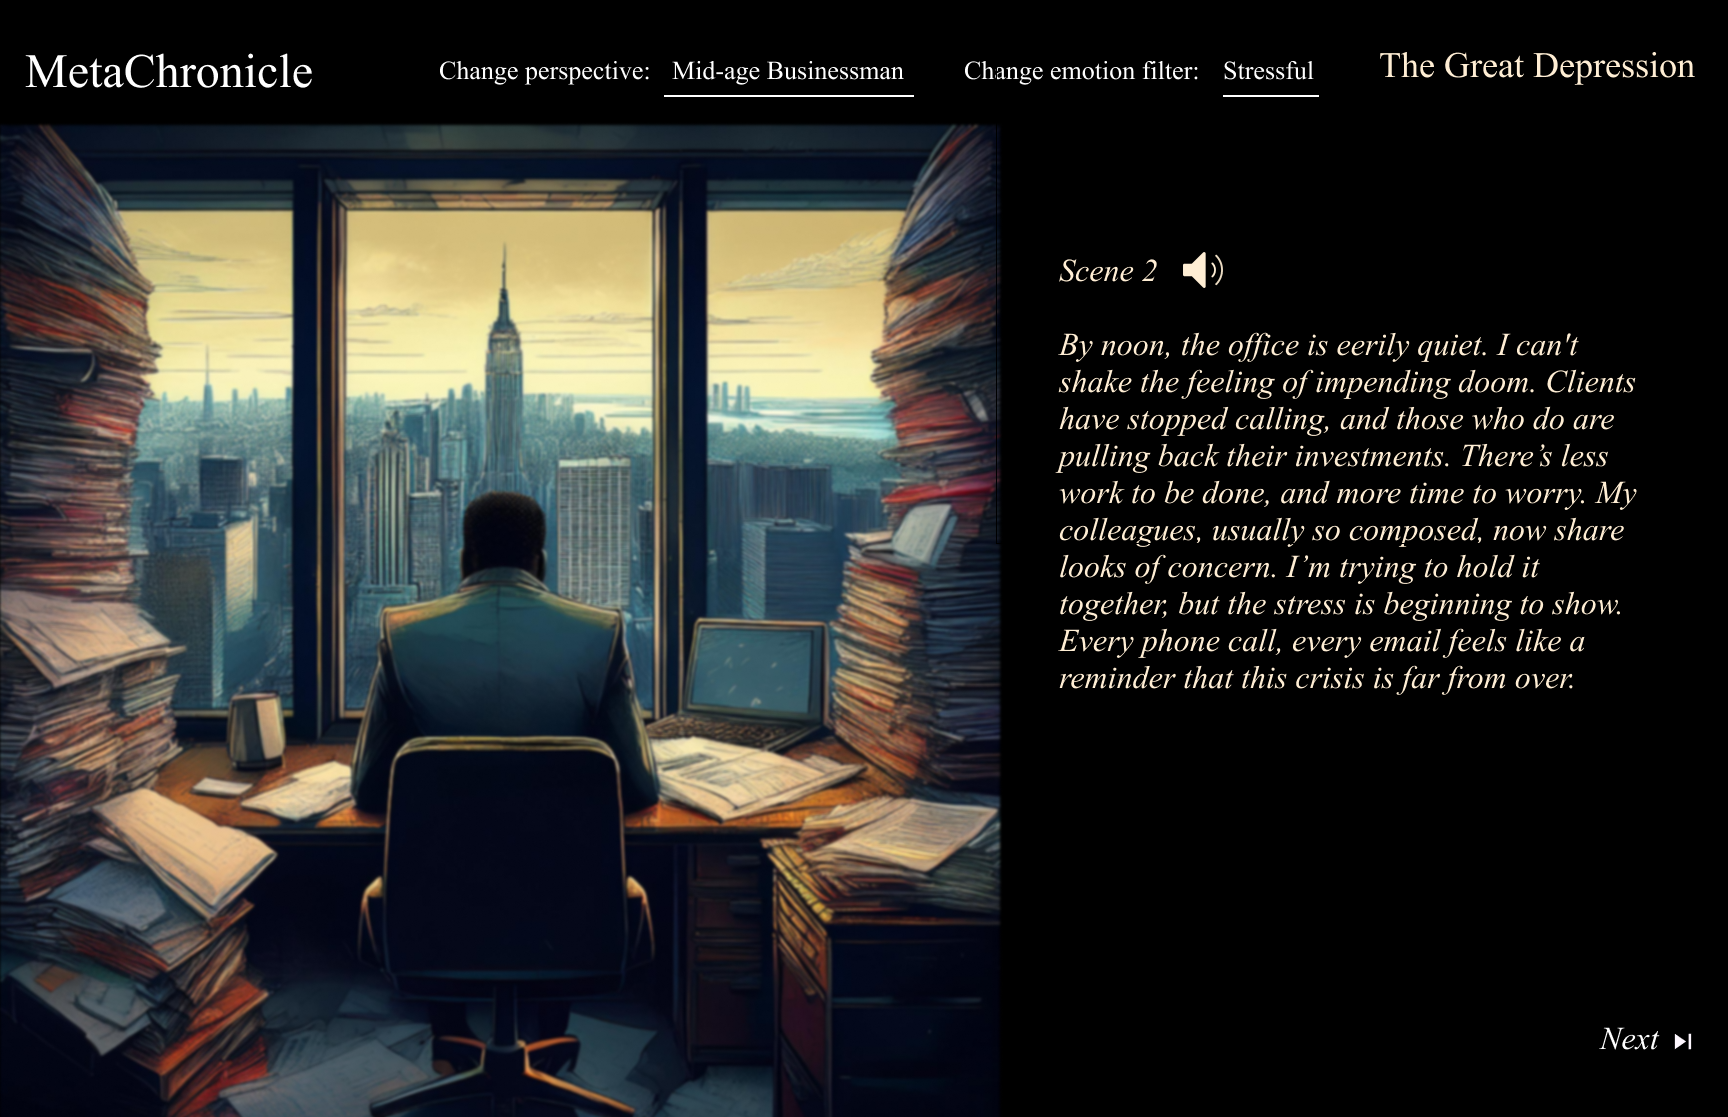 MetaChronicle
Change perspective: Mid-age Businessman
Change emotion filter: Stressful
The Great Depression
Scene 2
By noon, the office is eerily quiet. I can't
shake the feeling of impending doom. Clients
have stopped calling, and those who do are
pulling back their investments. There’s less
work to be done, and more time to worry. My
colleagues, usually so composed, now share
looks of concern. I’m trying to hold it
together, but the stress is beginning to show.
Every phone call, every email feels like a
reminder that this crisis is far from over.
Next